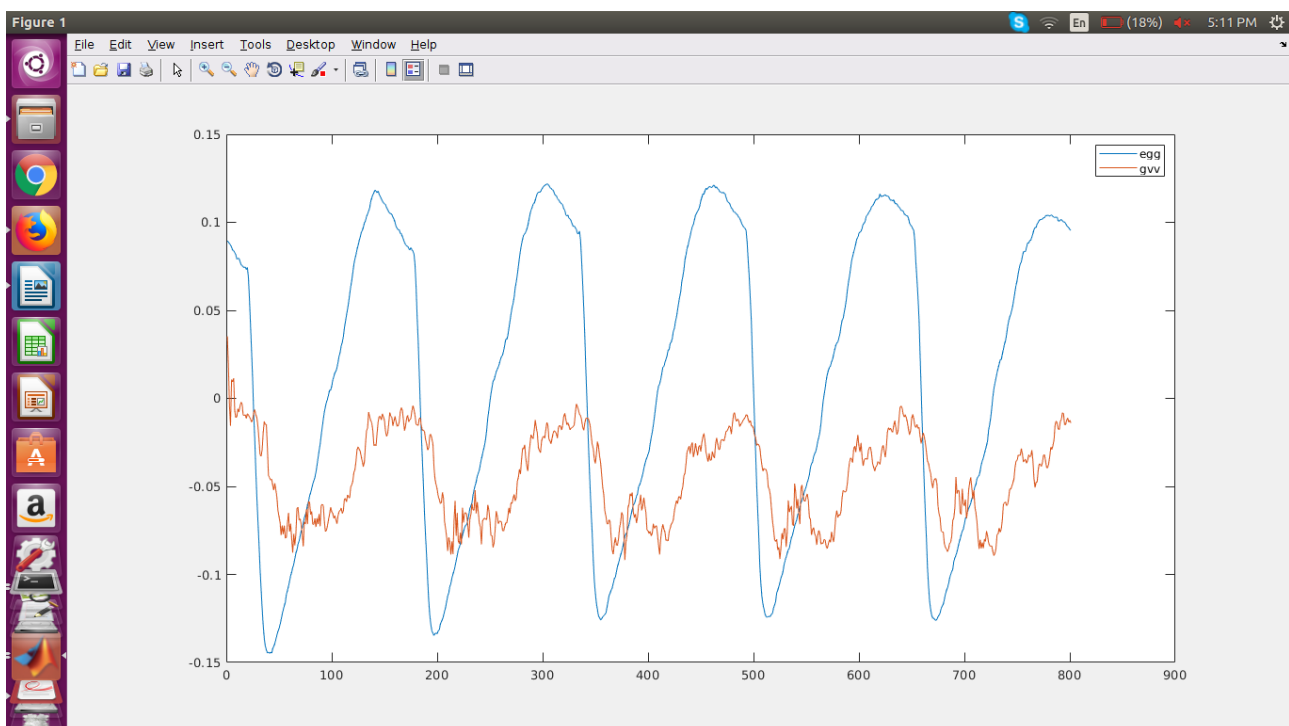 Figure 1
En
(18%)
5:11 PM
File Edit View Insert Tools Desktop Window Help
egg
gvv
0.15
0.1
0.05
0
-0.05
-0.1
-0.15
0 100 200 300 400 500 600 700 800 900